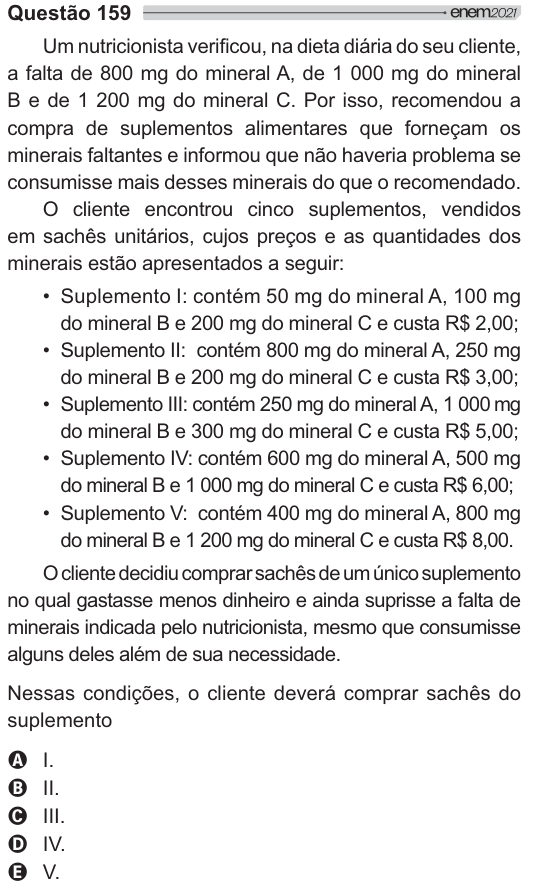 Questão 159 enem2021
Um nutricionista verificou, na dieta diária do seu cliente,
a falta de 800 mg do mineral A, de 1 000 mg do mineral
B e de 1 200 mg do mineral C. Por isso, recomendou a
compra de suplementos alimentares que forneçam os
minerais faltantes e informou que não haveria problema se
consumisse mais desses minerais do que o recomendado.
O cliente encontrou cinco suplementos, vendidos
em sachês unitários, cujos preços e as quantidades dos
minerais estão apresentados a seguir:
• Suplemento I: contém 50 mg do mineral A, 100 mg
do mineral B e 200 mg do mineral C e custa R$ 2,00;
• Suplemento II: contém 800 mg do mineral A, 250 mg
do mineral B e 200 mg do mineral C e custa R$ 3,00;
• Suplemento III: contém 250 mg do mineral A, 1 000 mg
do mineral B e 300 mg do mineral C e custa R$ 5,00;
• Suplemento IV: contém 600 mg do mineral A, 500 mg
do mineral B e 1 000 mg do mineral C e custa R$ 6,00;
• Suplemento V: contém 400 mg do mineral A, 800 mg
do mineral B e 1 200 mg do mineral C e custa R$ 8,00.
O cliente decidiu comprar sachês de um único suplemento
no qual gastasse menos dinheiro e ainda suprisse a falta de
minerais indicada pelo nutricionista, mesmo que consumisse
alguns deles além de sua necessidade.
Nessas condições, o cliente deverá comprar sachês do
suplemento
A I.
B II.
C III.
D IV.
E V.